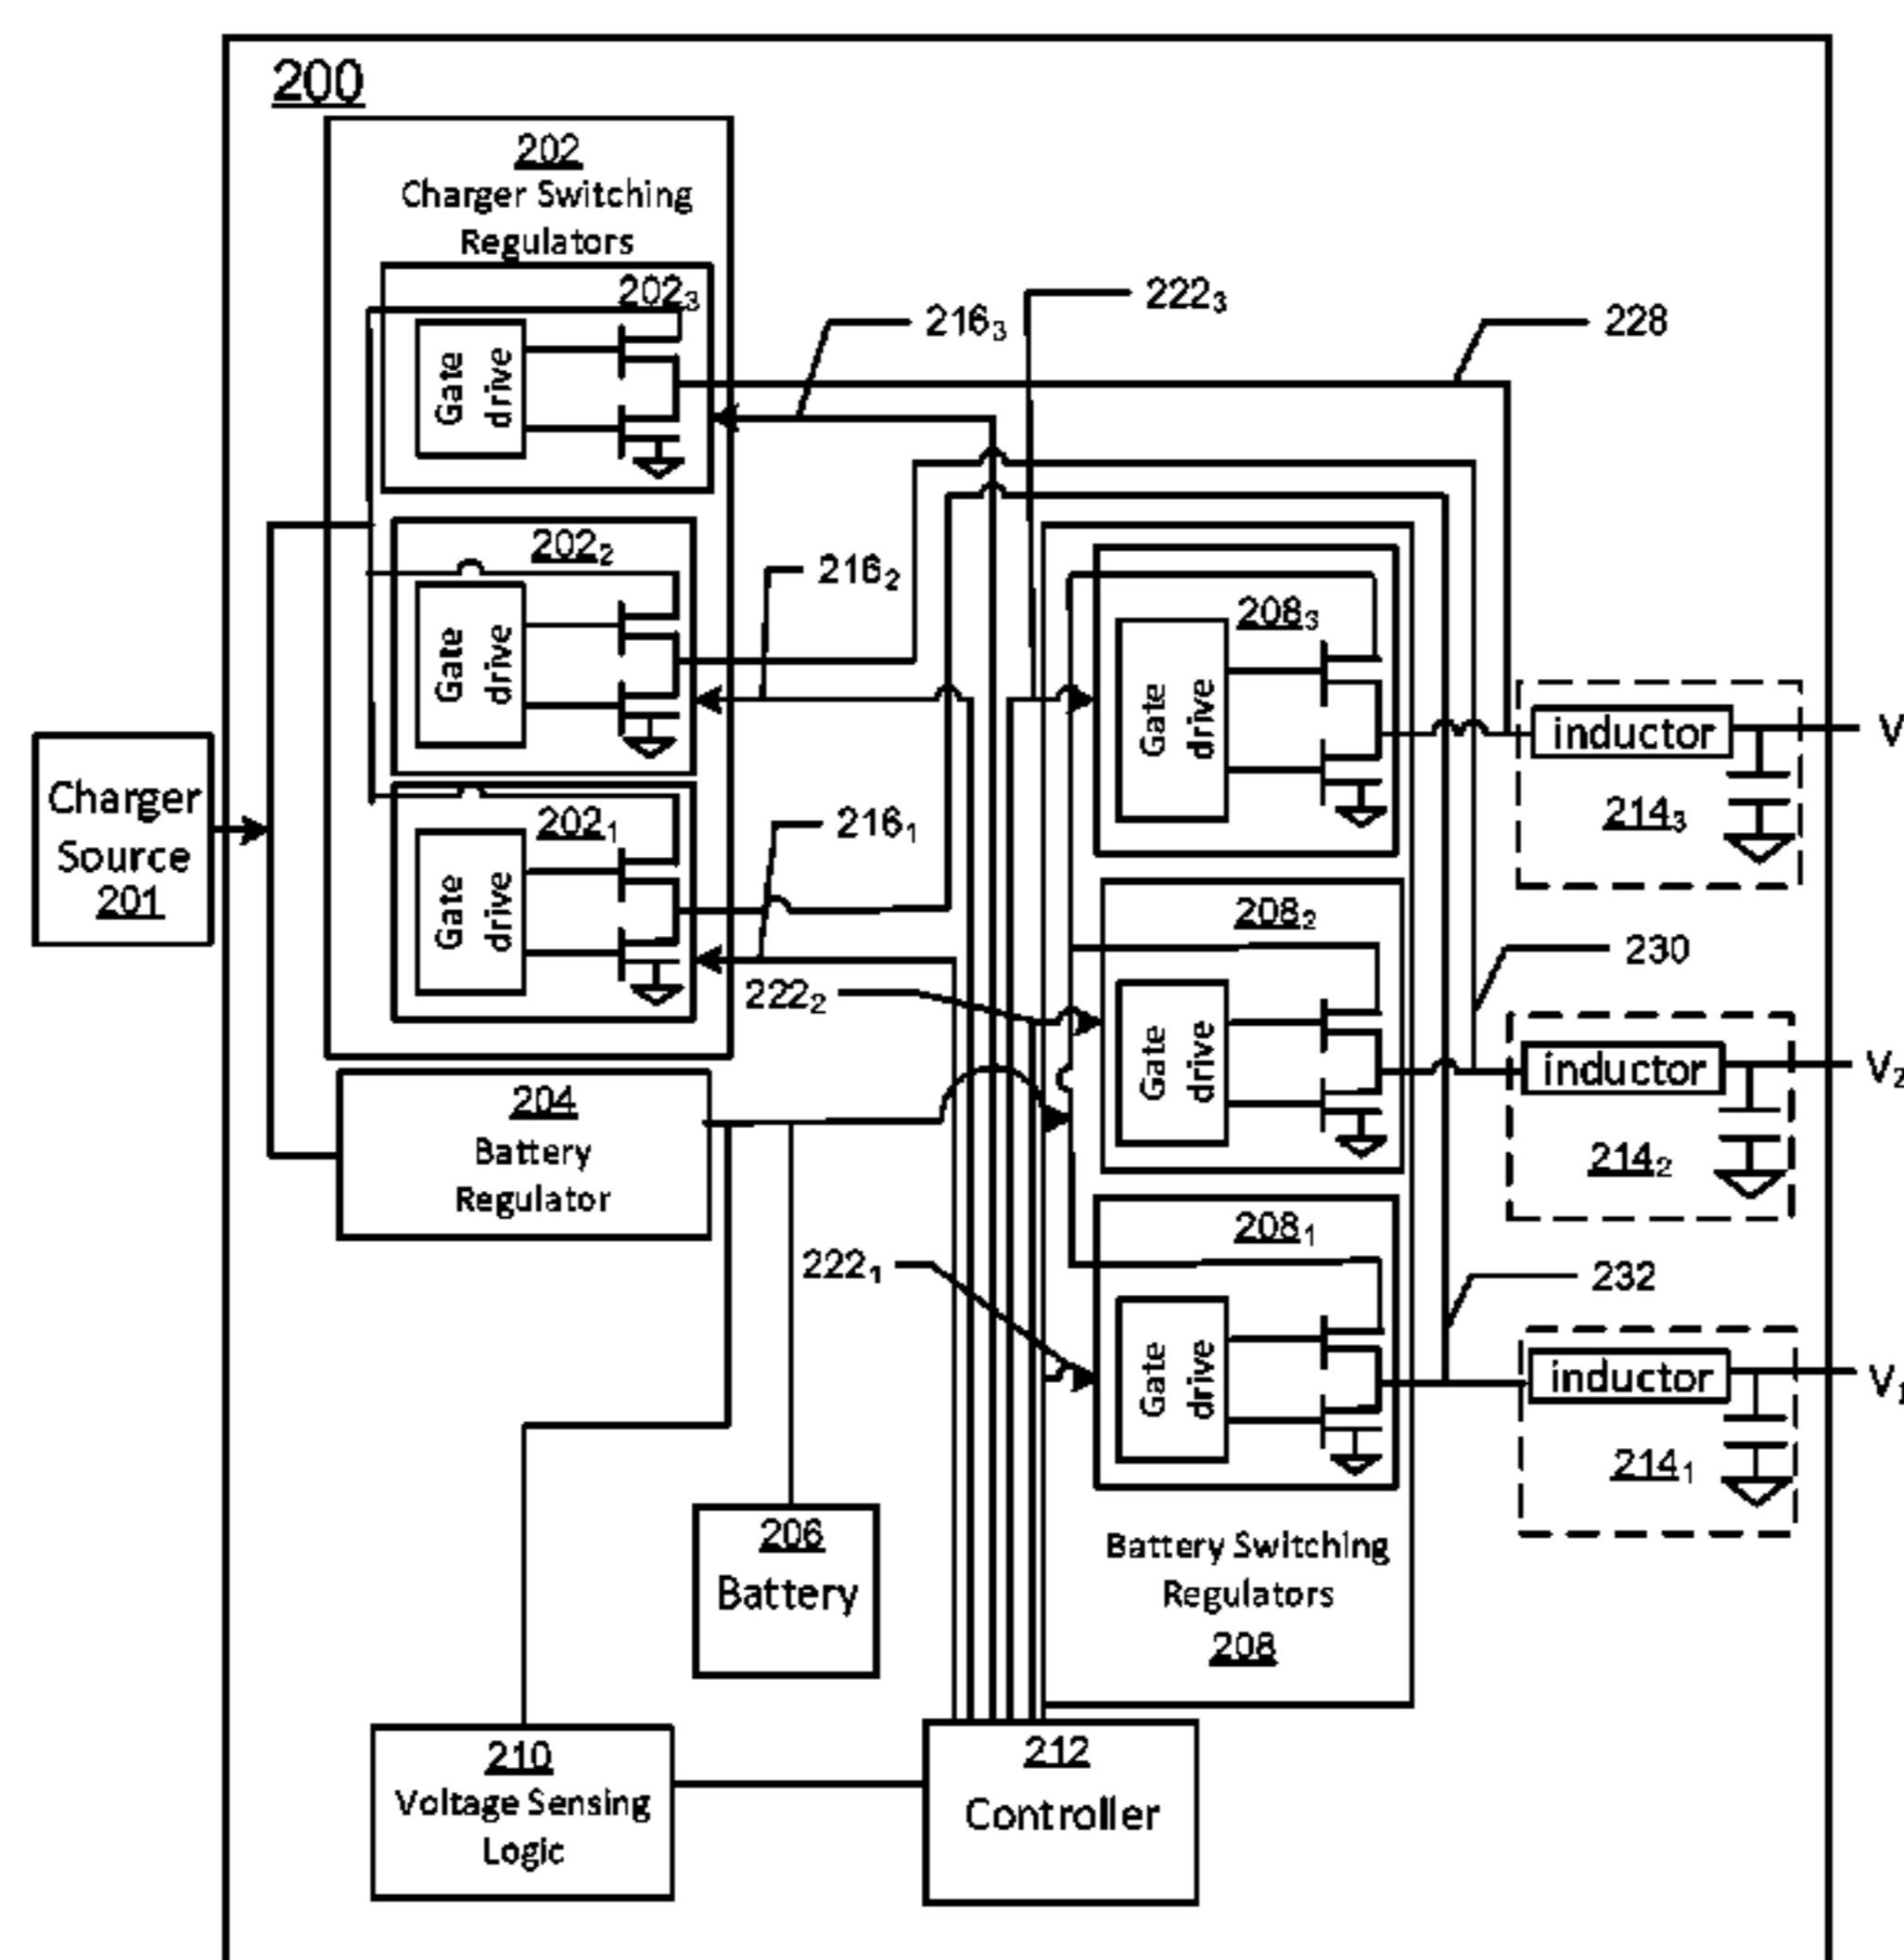 200
202
Charger Switching
Regulators
202₃
Gate
drive
202₂
Gate
drive
202₁
Gate
drive
216₃
222₃
228
216₂
216₁
222₂
222₁
208₃
Gate
drive
208₂
Gate
drive
208₁
Gate
drive
Battery Switching
Regulators
208
inductor
214₃
V
230
inductor
214₂
V₂
232
inductor
214₁
V₁
Charger
Source
201
204
Battery
Regulator
206
Battery
210
Voltage Sensing
Logic
212
Controller